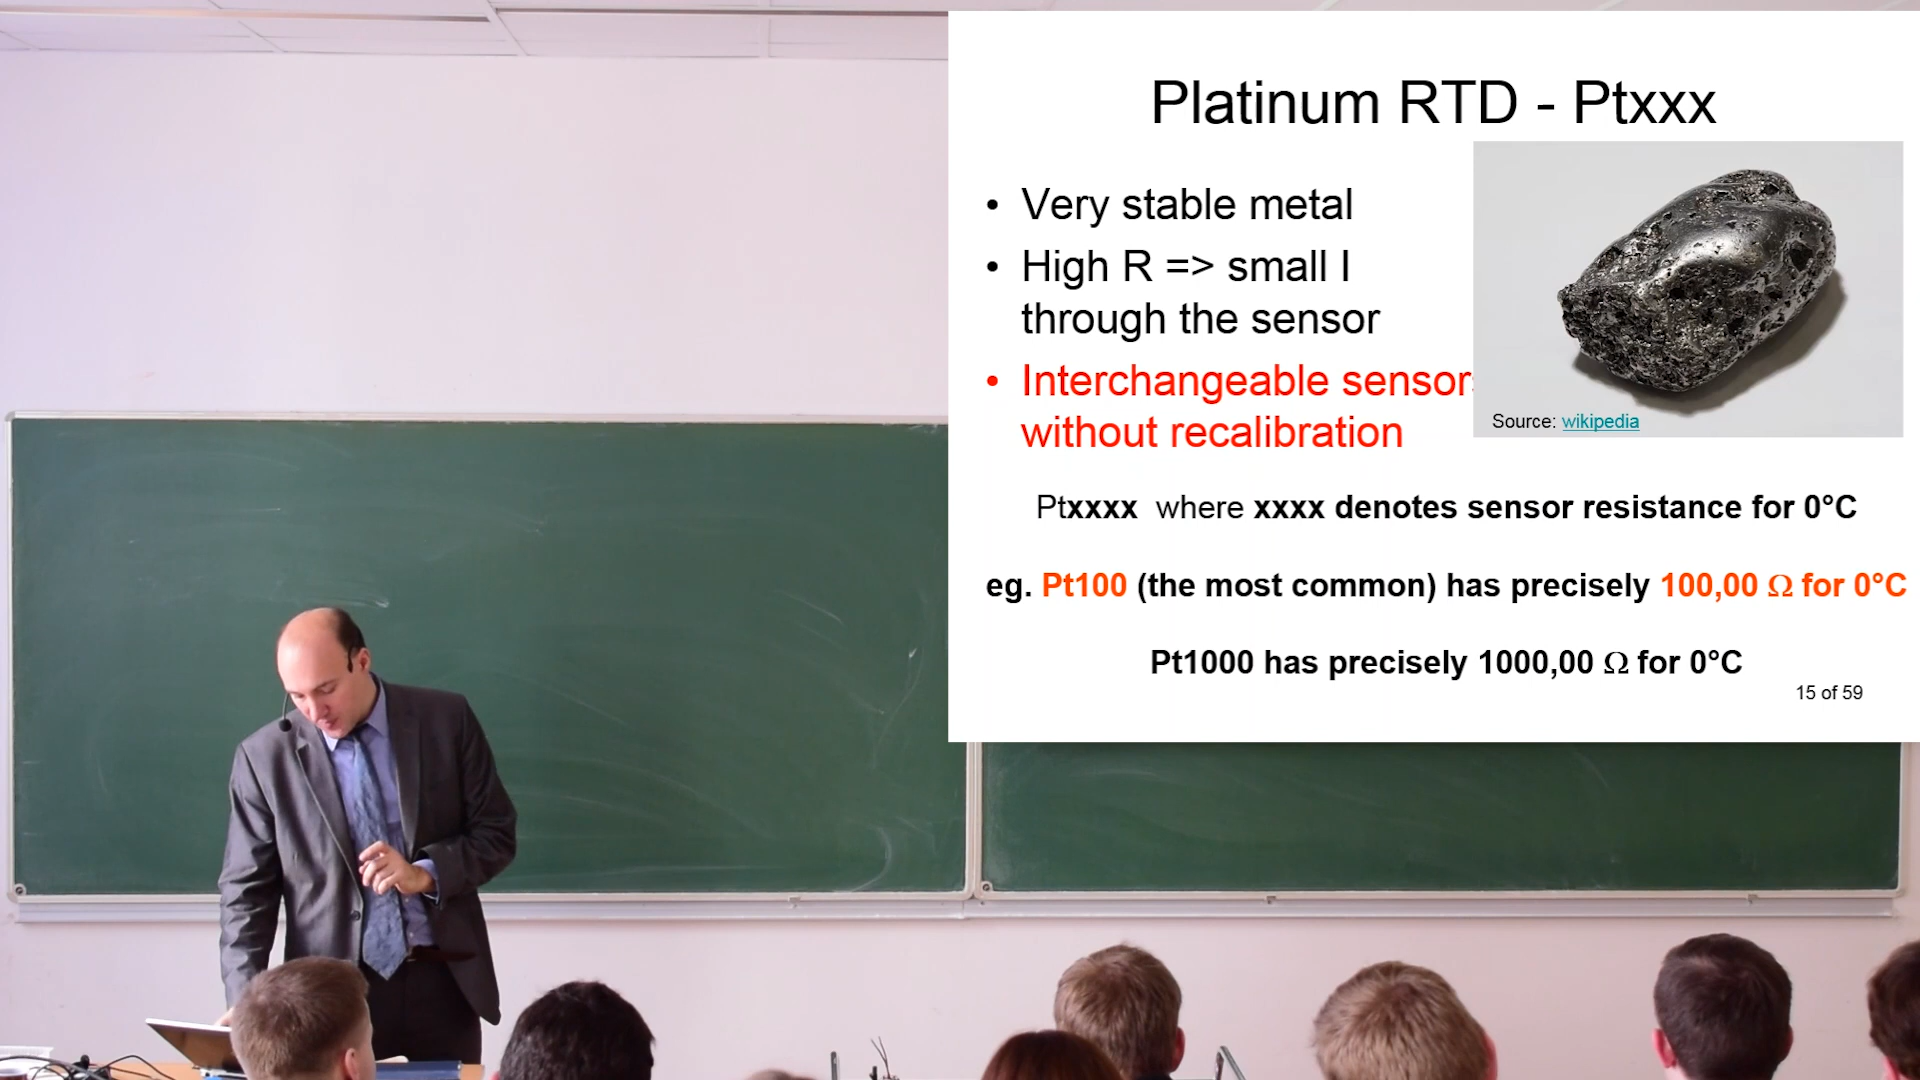 Platinum RTD - Ptxxx
• Very stable metal
• High R => small I
through the sensor
• Interchangeable sensors
without recalibration
Source: wikipedia
Ptxxxx where xxxx denotes sensor resistance for 0°C
eg. Pt100 (the most common) has precisely 100,00 Ω for 0°C
Pt1000 has precisely 1000,00 Ω for 0°C
15 of 59